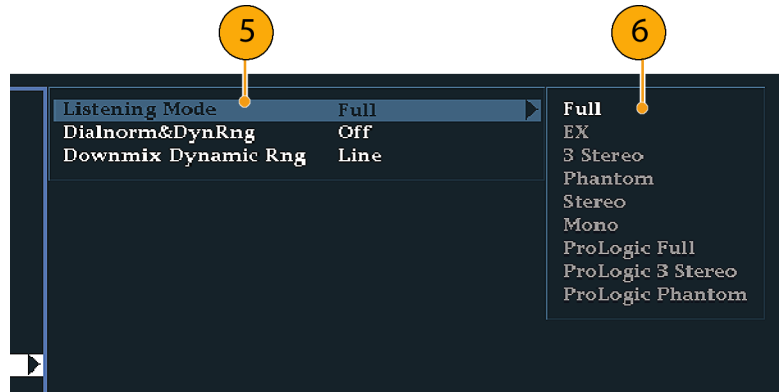 5
6
Listening Mode Full
Dialnorm&DynRng Off
Downmix Dynamic Rng Line
Full
EX
3 Stereo
Phantom
Stereo
Mono
ProLogic Full
ProLogic 3 Stereo
ProLogic Phantom